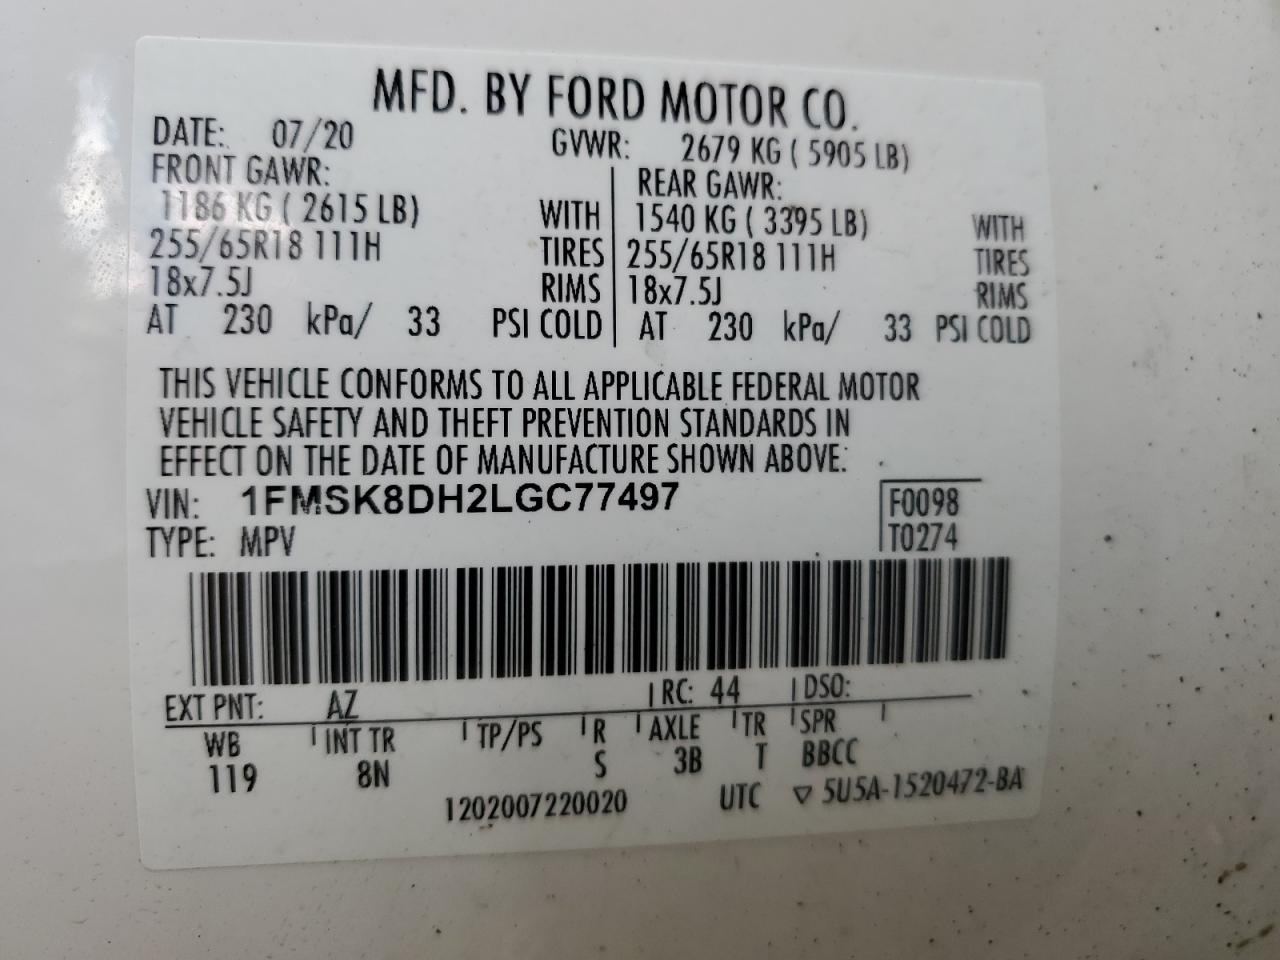 MFD. BY FORD MOTOR CO.
DATE: 07/20 GVWR: 2679 KG ( 5905 LB)
FRONT GAWR: REAR GAWR:
1186 KG ( 2615 LB) WITH 1540 KG ( 3395 LB) WITH
255/65R18 111H TIRES 255/65R18 111H TIRES
18x7.5J RIMS 18x7.5J RIMS
AT 230 kPa/ 33 PSI COLD AT 230 kPa/ 33 PSI COLD
THIS VEHICLE CONFORMS TO ALL APPLICABLE FEDERAL MOTOR
VEHICLE SAFETY AND THEFT PREVENTION STANDARDS IN
EFFECT ON THE DATE OF MANUFACTURE SHOWN ABOVE.
VIN: 1FMSK8DH2LGC77497 F0098
TYPE: MPV T0274
EXT PNT: AZ RC: 44 DSO:
WB INT TR TP/PS R AXLE TR SPR
119 8N S 3B T BBCC
1202007220020 UTC ▽ 5U5A-1520472-BA